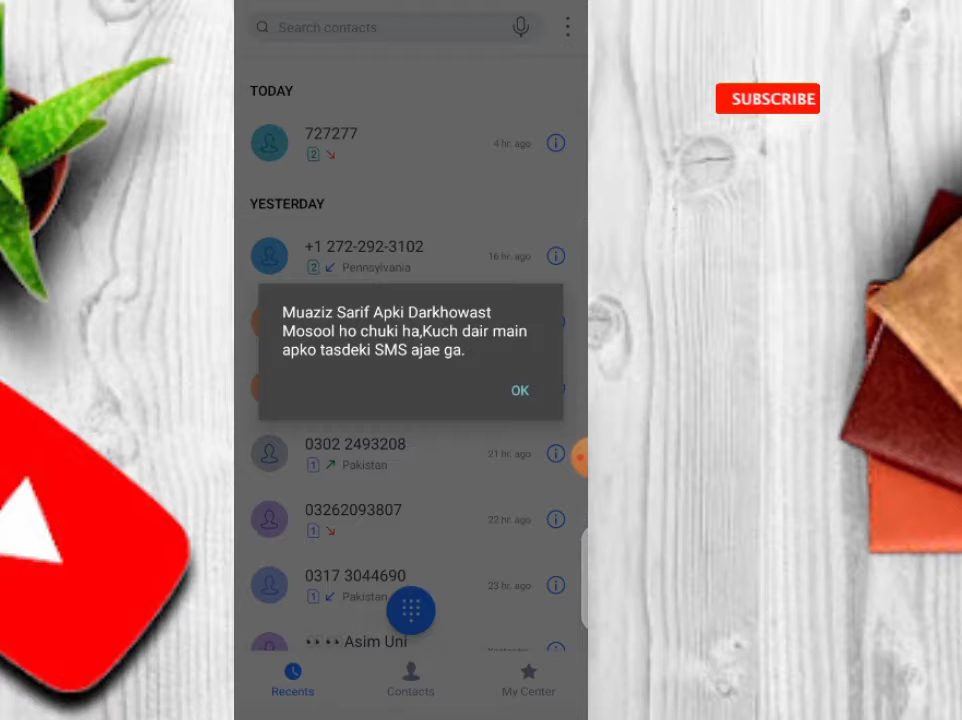 Search contacts
SUBSCRIBE
TODAY
727277
2
4 hr. ago
YESTERDAY
+1 272-292-3102
2 Pennsylvania
16 hr. ago
Muaziz Sarif Apki Darkhowast
Mosool ho chuki ha,Kuch dair main
apko tasdeki SMS ajae ga.
OK
0302 2493208
1 Pakistan
21 hr. ago
03262093807
1
22 hr. ago
0317 3044690
1 Pakistan
23 hr. ago
👀👀Asim Uni
Yesterday
Recents
Contacts
My Center